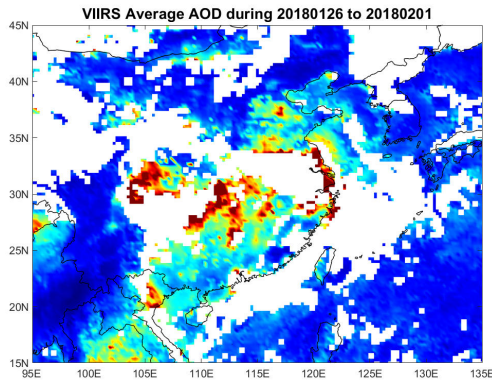 VIIRS Average AOD during 20180126 to 20180201
45N
40N
35N
30N
25N
20N
15N
95E 100E 105E 110E 115E 120E 125E 130E 135E